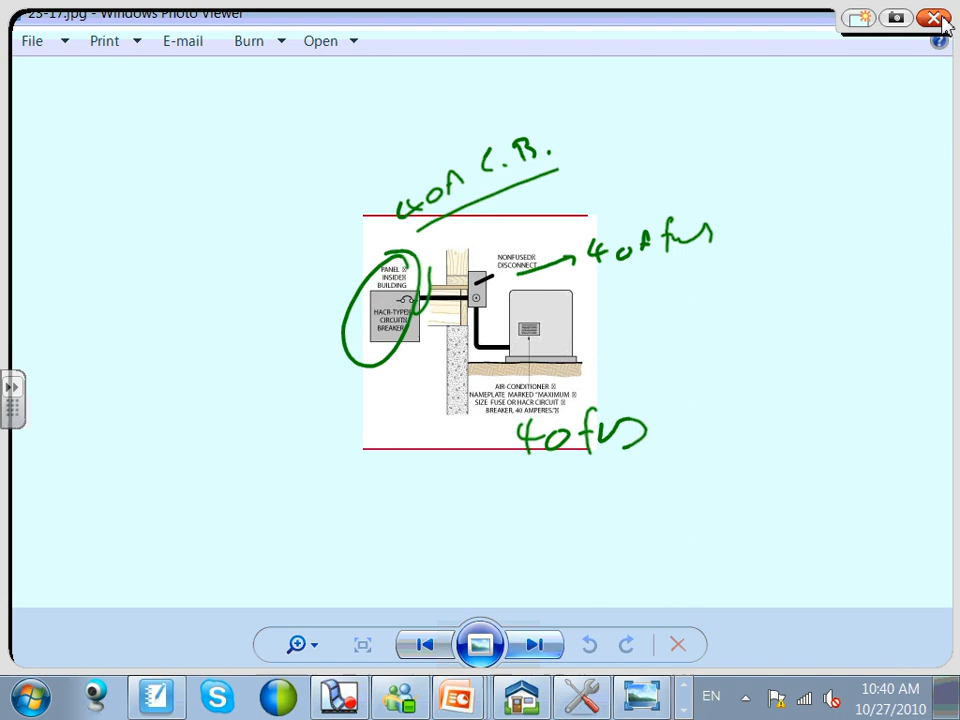 23-17.jpg - Windows Photo Viewer
File Print E-mail Burn Open
40A C.B.
40A fus
NONFUSED
DISCONNECT
PANEL
INSIDE
BUILDING
HACR-TYPE
CIRCUIT
BREAKER
AIR-CONDITIONER
NAMEPLATE MARKED "MAXIMUM
SIZE FUSE OR HACR CIRCUIT
BREAKER, 40 AMPERES."
40 fus
EN
10:40 AM
10/27/2010